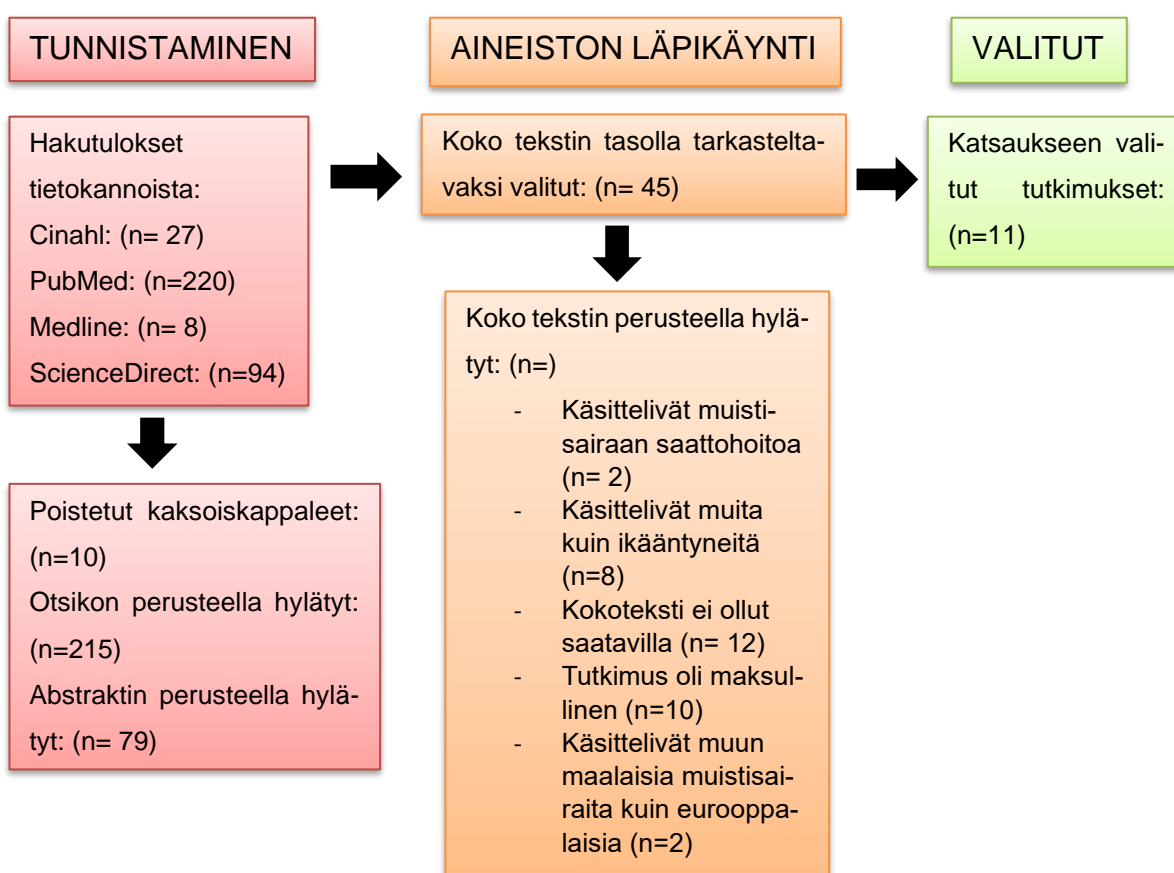 TUNNISTAMINEN
Hakutulokset
tietokannoista:
Cinahl: (n= 27)
PubMed: (n=220)
Medline: (n= 8)
ScienceDirect: (n=94)
Poistetut kaksoiskappaleet:
(n=10)
Otsikon perusteella hylätyt:
(n=215)
Abstraktin perusteella hylä-
tyt: (n= 79)
AINEISTON LÄPIKÄYNTI
Koko tekstin tasolla tarkastelta-
vaksi valitut: (n= 45)
Koko tekstin perusteella hylä-
tyt: (n=)
- Käsittelivät muisti-
sairaan saattohoitoa
(n= 2)
- Käsittelivät muita
kuin ikääntyneitä
(n=8)
- Kokoteksti ei ollut
saatavilla (n= 12)
- Tutkimus oli maksul-
linen (n=10)
- Käsittelivät muun
maalaisia muistisai-
raita kuin eurooppa-
laisia (n=2)
VALITUT
Katsaukseen vali-
tut tutkimukset:
(n=11)